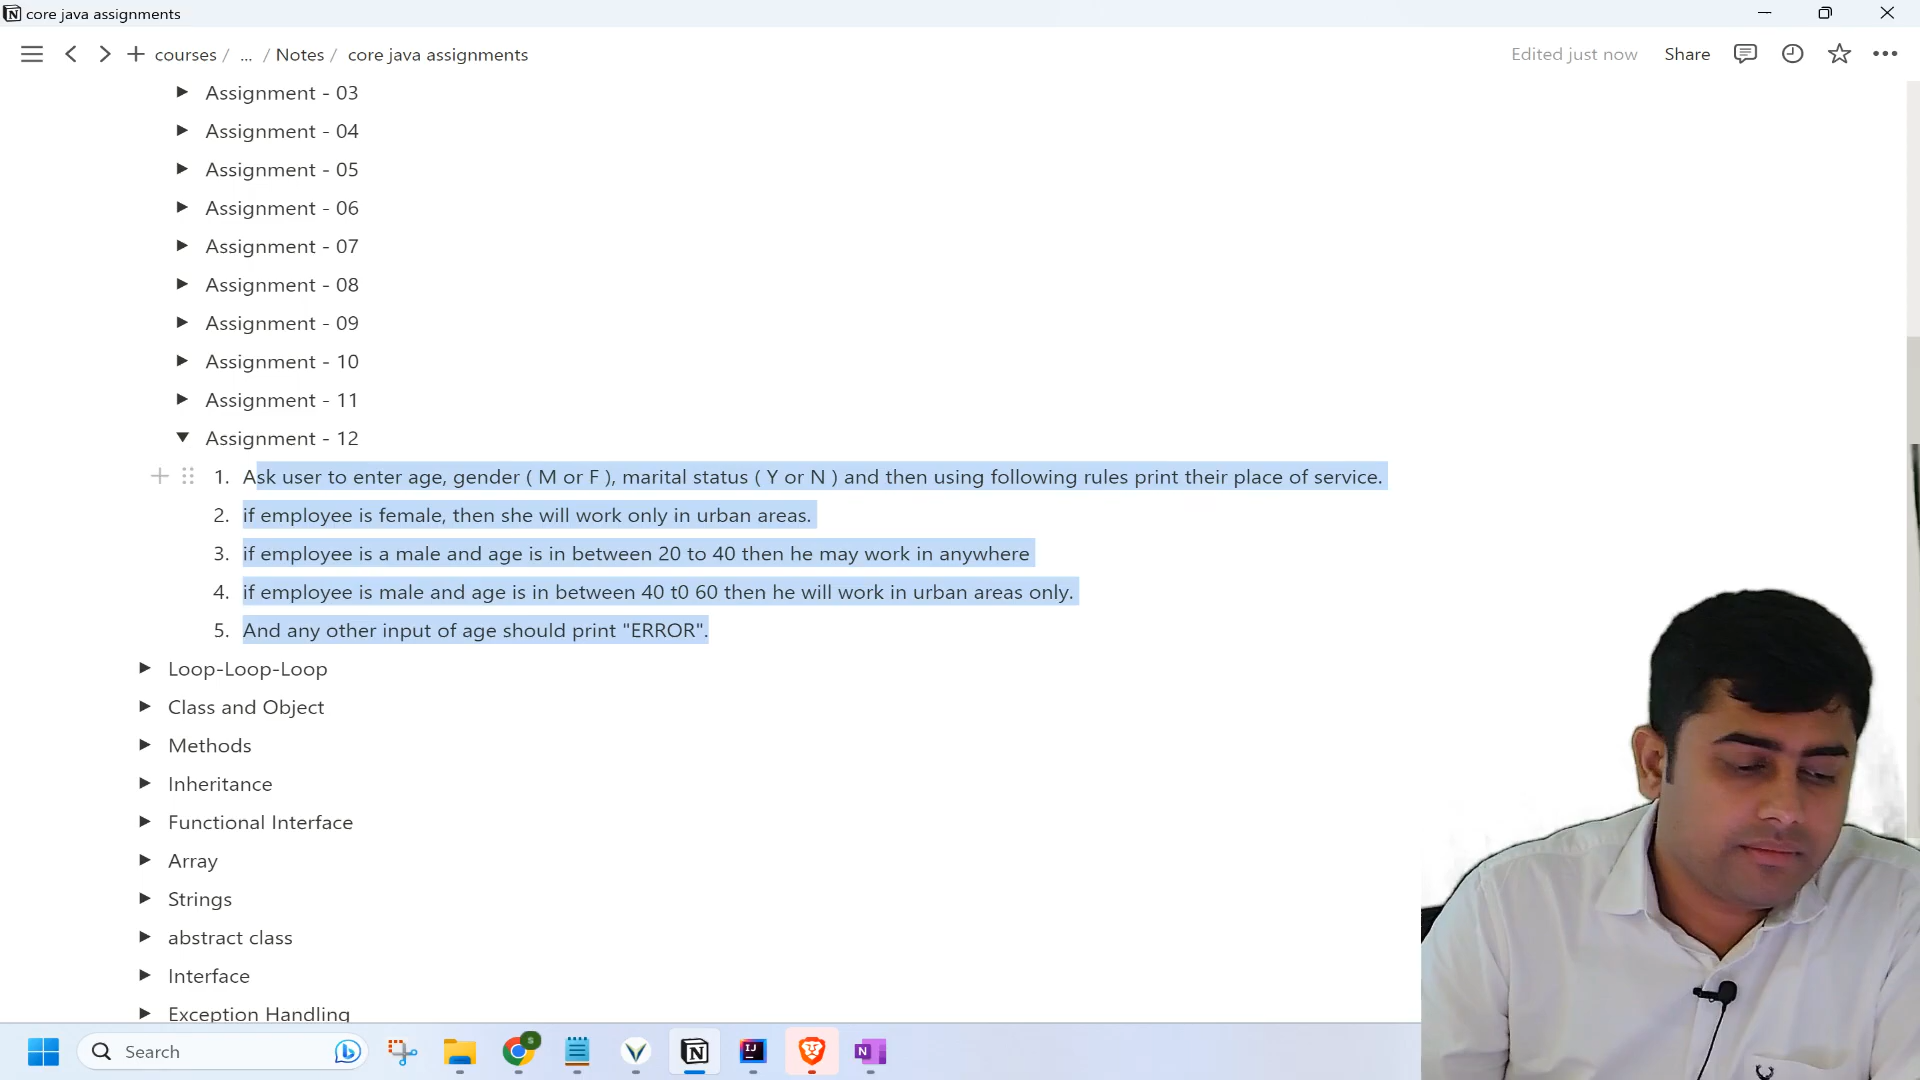 core java assignments
courses / ... / Notes / core java assignments
Edited just now Share
Assignment - 03
Assignment - 04
Assignment - 05
Assignment - 06
Assignment - 07
Assignment - 08
Assignment - 09
Assignment - 10
Assignment - 11
Assignment - 12
1. Ask user to enter age, gender ( M or F ), marital status ( Y or N ) and then using following rules print their place of service.
2. if employee is female, then she will work only in urban areas.
3. if employee is a male and age is in between 20 to 40 then he may work in anywhere
4. if employee is male and age is in between 40 t0 60 then he will work in urban areas only.
5. And any other input of age should print "ERROR".
Loop-Loop-Loop
Class and Object
Methods
Inheritance
Functional Interface
Array
Strings
abstract class
Interface
Exception Handling
Search